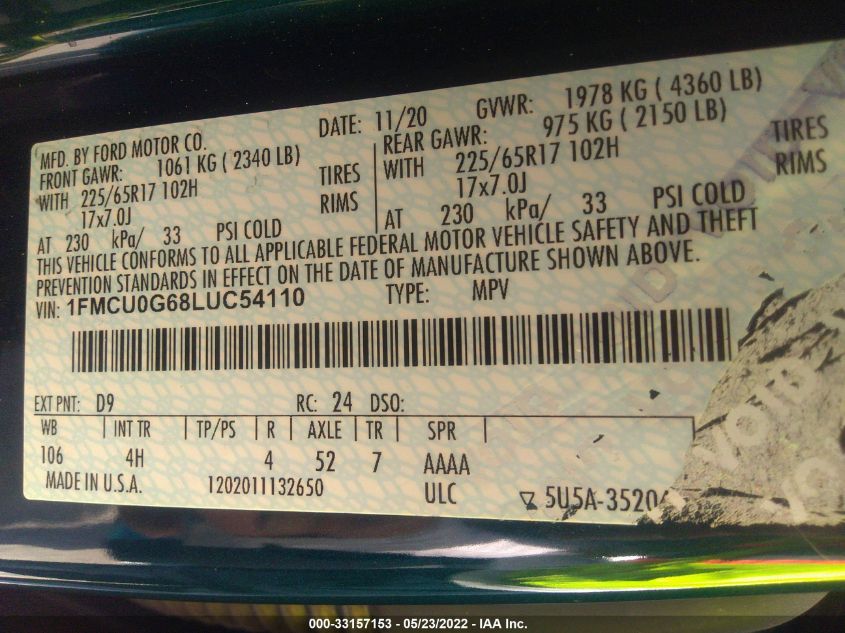 MFD. BY FORD MOTOR CO. DATE: 11/20 GVWR: 1978 KG ( 4360 LB)
FRONT GAWR: 1061 KG ( 2340 LB) REAR GAWR: 975 KG ( 2150 LB)
WITH 225/65R17 102H TIRES WITH 225/65R17 102H TIRES
17x7.0J RIMS 17x7.0J RIMS
AT 230 kPa/ 33 PSI COLD AT 230 kPa/ 33 PSI COLD
THIS VEHICLE CONFORMS TO ALL APPLICABLE FEDERAL MOTOR VEHICLE SAFETY AND THEFT
PREVENTION STANDARDS IN EFFECT ON THE DATE OF MANUFACTURE SHOWN ABOVE.
VIN: 1FMCU0G68LUC54110 TYPE: MPV
EXT PNT: D9 RC: 24 DSO:
WB INT TR TP/PS R AXLE TR SPR
106 4H 4 52 7 AAAA
MADE IN U.S.A. 1202011132650 ULC 5U5A-3520
VOID
000-33157153 - 05/23/2022 - IAA Inc.